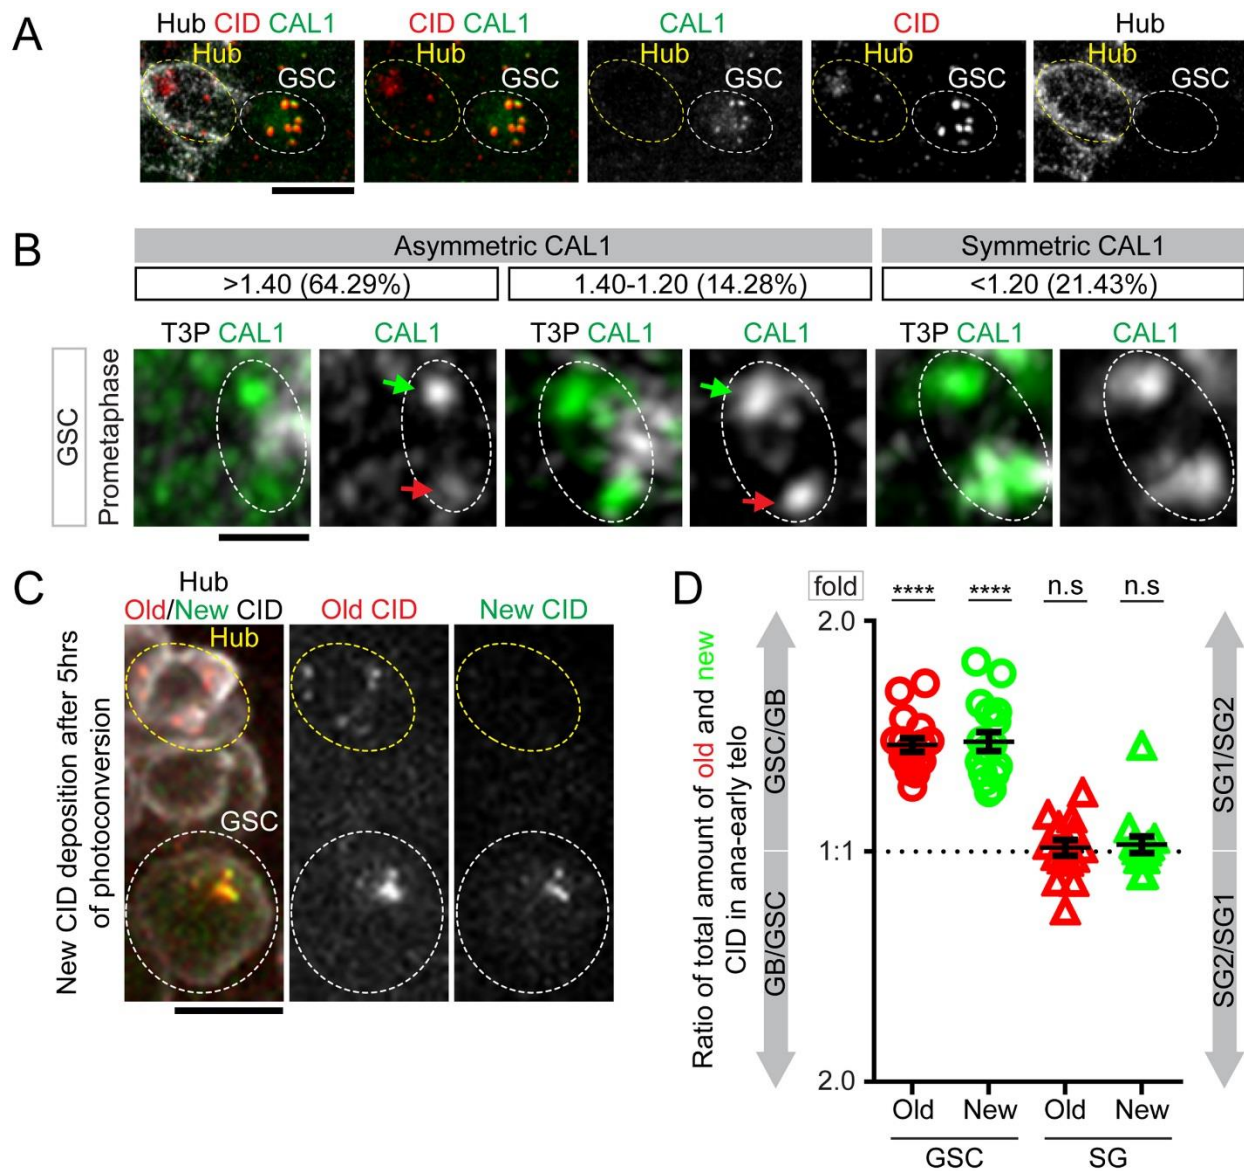 A
Hub CID CAL1
CID CAL1
CAL1
CID
Hub
Hub
GSC
Hub
GSC
Hub
GSC
Hub
GSC
Hub
GSC
B
Asymmetric CAL1
Symmetric CAL1
>1.40 (64.29%)
1.40-1.20 (14.28%)
<1.20 (21.43%)
T3P CAL1
CAL1
T3P CAL1
CAL1
T3P CAL1
CAL1
GSC
Prometaphase
C
Hub
Old/New CID
Old CID
New CID
Hub
GSC
New CID deposition after 5hrs
of photoconversion
D
fold
****
****
n.s
n.s
Ratio of total amount of old and new
CID in ana-early telo
GSC/GB
GB/GSC
2.0
1:1
2.0
SG1/SG2
SG2/SG1
Old
New
Old
New
GSC
SG